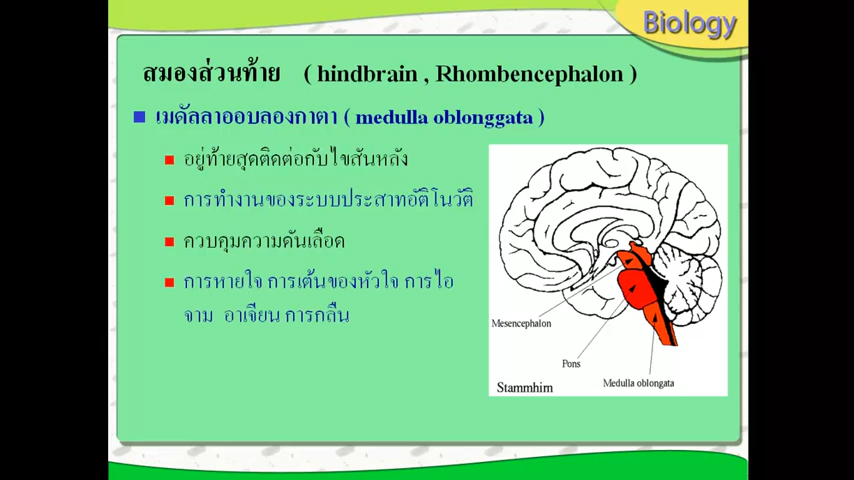 Biology
สมองส่วนท้าย ( hindbrain , Rhombencephalon )
เมดัลลาออบลองกาตา ( medulla oblonggata )
อยู่ท้ายสุดติดต่อกับไขสันหลัง
การทำงานของระบบประสาทอัติโนวัติ
ควบคุมความดันเลือด
การหายใจ การเต้นของหัวใจ การไอ
จาม อาเจียน การกลืน
Mesencephalon
Pons
Medulla oblongata
Stammhirn